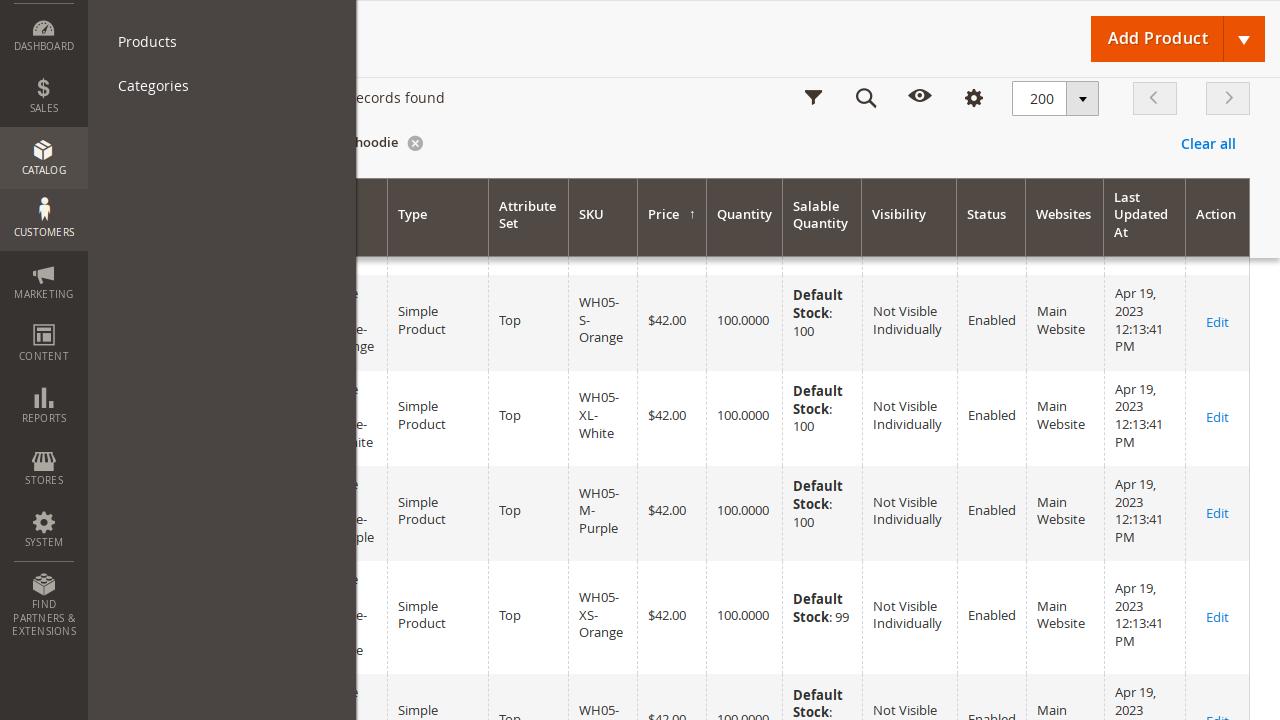 DASHBOARD
SALES
CATALOG
CUSTOMERS
MARKETING
CONTENT
REPORTS
STORES
SYSTEM
FIND
PARTNERS &
EXTENSIONS
Products
Categories
Add Product
ecords found
200
hoodie
Clear all
Type
Attribute
Set
SKU
Price ↑
Quantity
Salable
Quantity
Visibility
Status
Websites
Last
Updated
At
Action
nge
Simple
Product
Top
WH05-
S-
Orange
$42.00
100.0000
Default
Stock:
100
Not Visible
Individually
Enabled
Main
Website
Apr 19,
2023
12:13:41
PM
Edit
Simple
Product
Top
WH05-
XL-
White
$42.00
100.0000
Default
Stock:
100
Not Visible
Individually
Enabled
Main
Website
Apr 19,
2023
12:13:41
PM
Edit
ple
Simple
Product
Top
WH05-
M-
Purple
$42.00
100.0000
Default
Stock:
100
Not Visible
Individually
Enabled
Main
Website
Apr 19,
2023
12:13:41
PM
Edit
Simple
Product
Top
WH05-
XS-
Orange
$42.00
100.0000
Default
Stock: 99
Not Visible
Individually
Enabled
Main
Website
Apr 19,
2023
12:13:41
PM
Edit
Simple
Top
WH05-
$42.00
100.0000
Default
Stock:
Not Visible
Enabled
Main
Apr 19,
2023
Edit